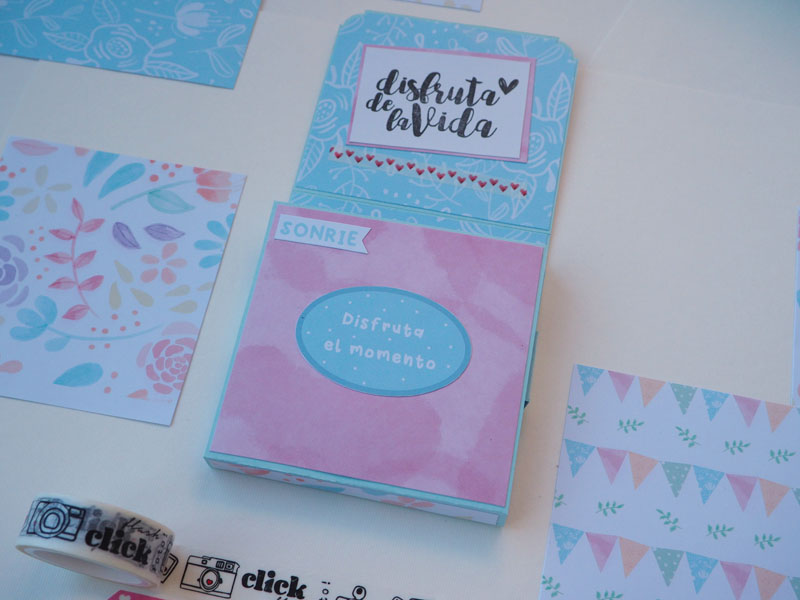 disfruta
de
la Vida
SONRIE
Disfruta
el momento
click
click